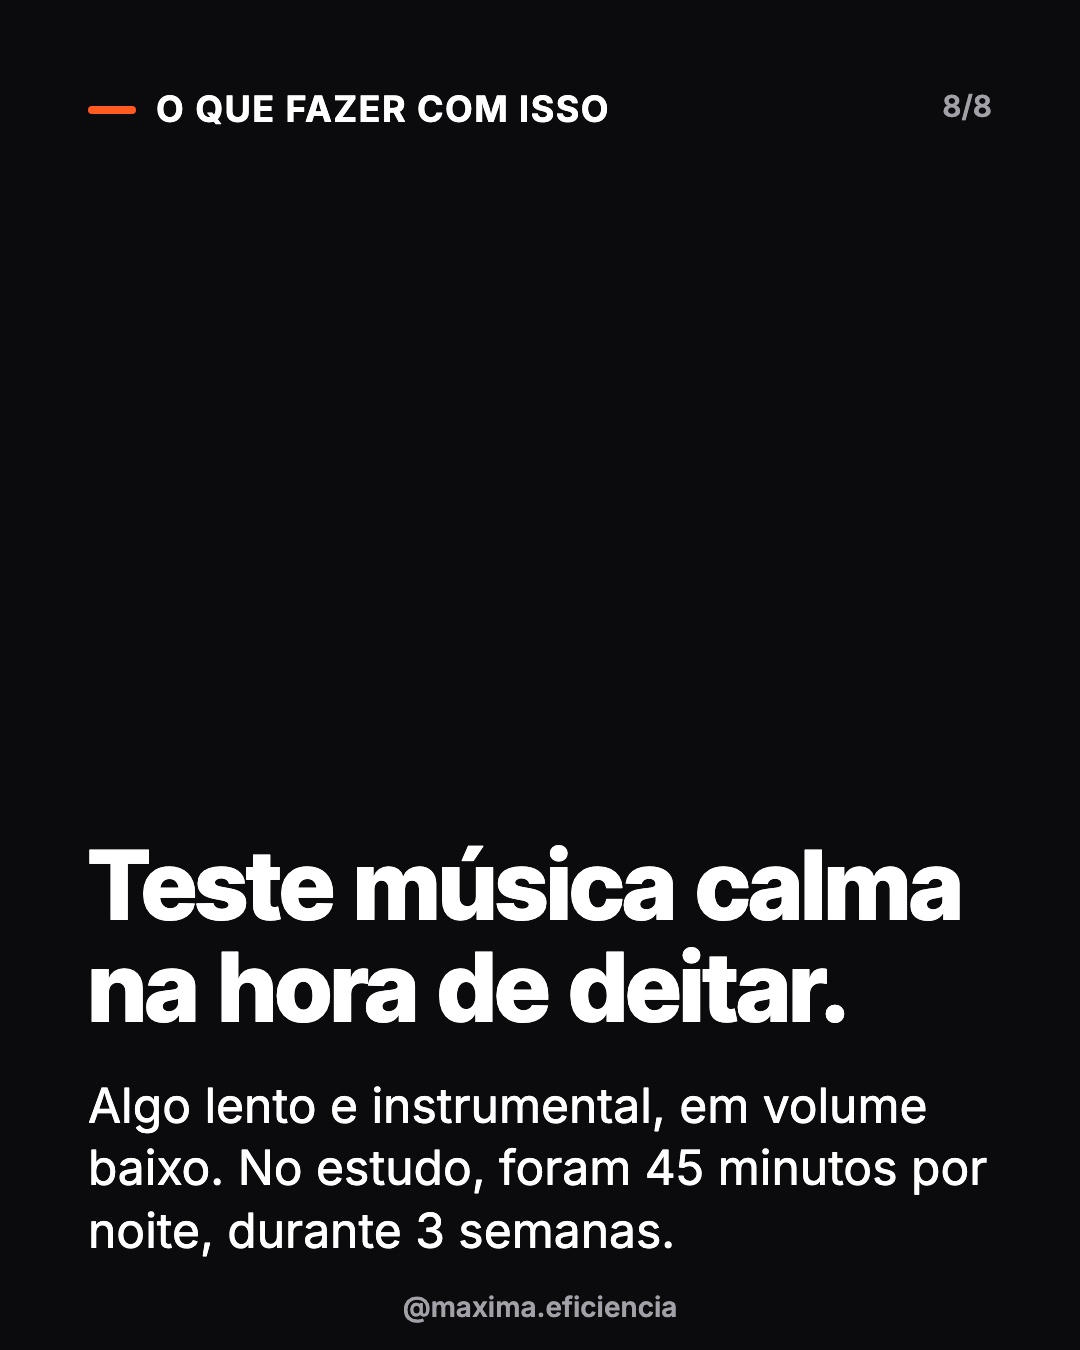 O QUE FAZER COM ISSO
8/8
Teste música calma
na hora de deitar.
Algo lento e instrumental, em volume
baixo. No estudo, foram 45 minutos por
noite, durante 3 semanas.
@maxima.eficiencia